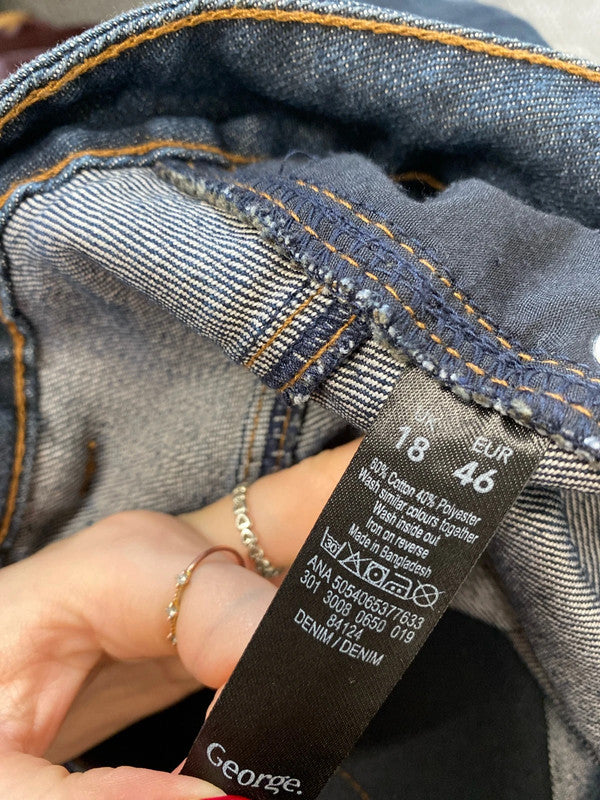 UK EUR
18 46
60% Cotton 40% Polyester
Wash similar colours together
Wash inside out
Iron on reverse
Made in Bangladesh
30
ANA 5054065377633
301 3008 0650 019
84124
DENIM / DENIM
George.